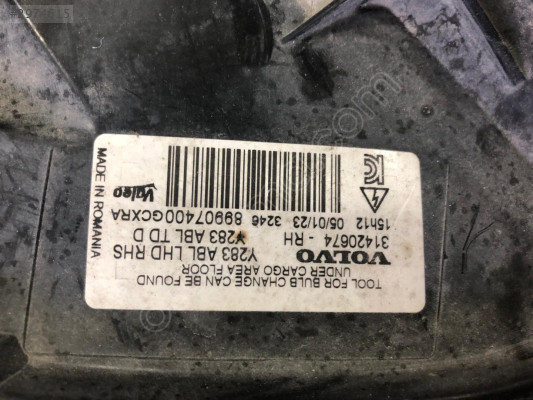 TOOL FOR BULB CHANGE CAN BE FOUND
UNDER CARGO AREA FLOOR
VOLVO Y283 ABL LHD RHS
31420674 - RH Y283 ABL TD D
15h12 05/01/23 3246 89907400GCXRA
Valeo
MADE IN ROMANIA